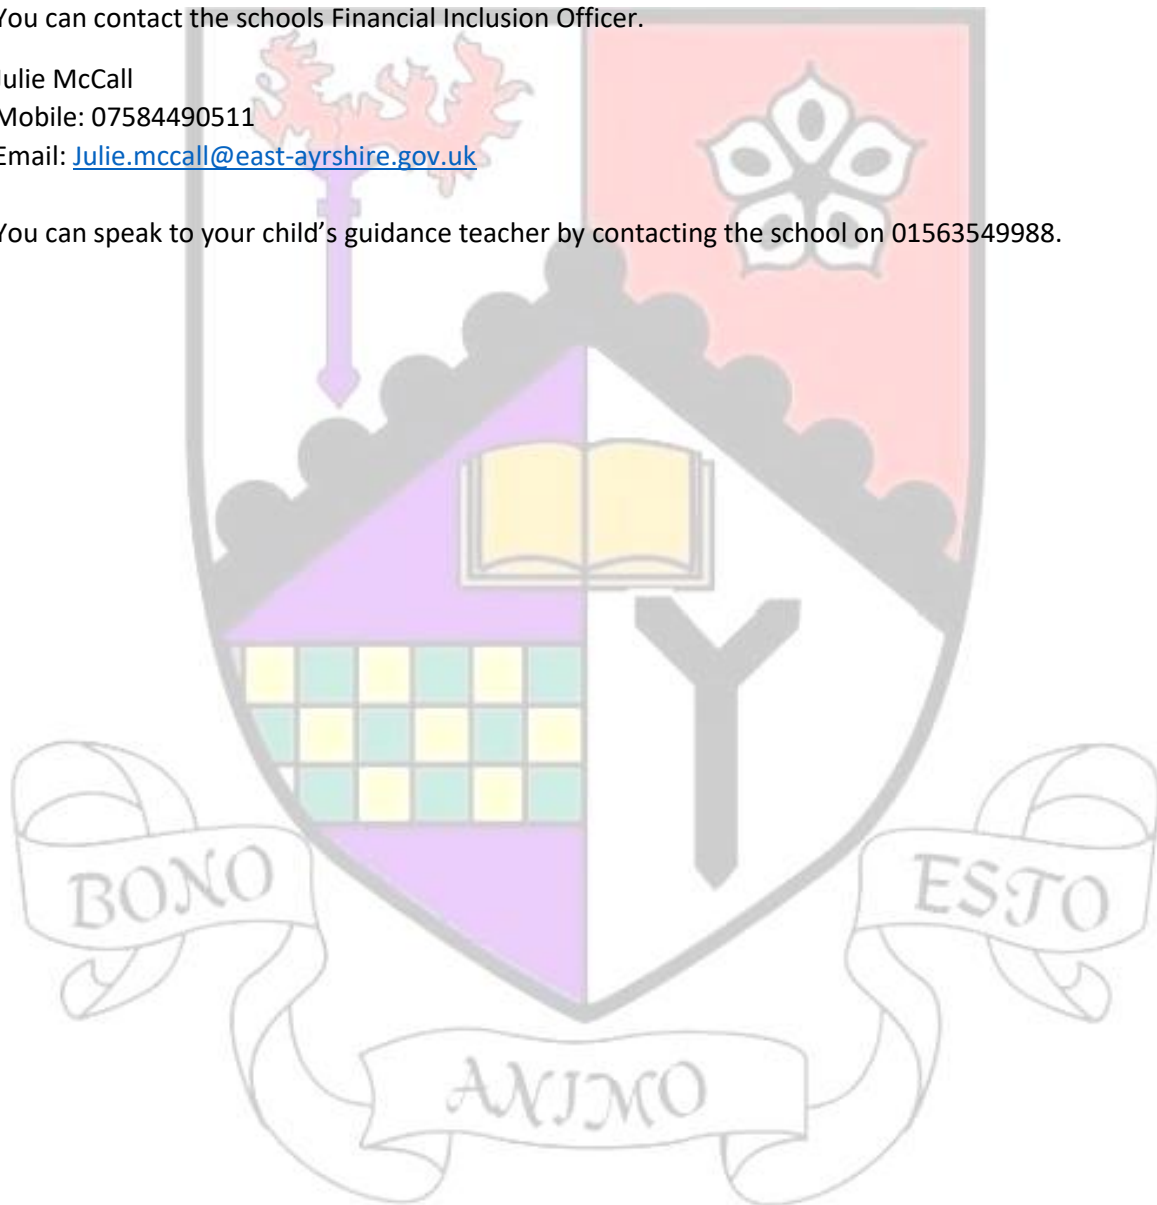 You can contact the schools Financial Inclusion Officer.
Julie McCall
Mobile: 07584490511
Email: Julie.mccall@east-ayrshire.gov.uk
You can speak to your child’s guidance teacher by contacting the school on 01563549988.
BONO
ESTO
ANIMO